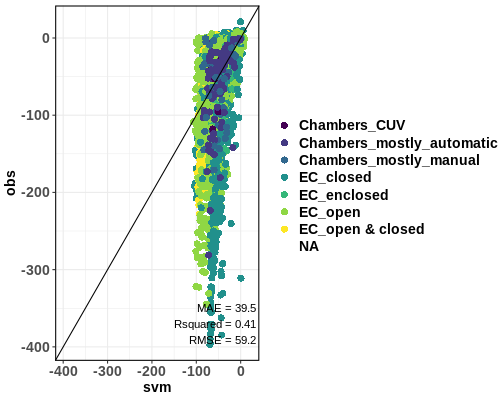 0
-100
-200
-300
-400
obs
MAE = 39.5
Rsquared = 0.41
RMSE = 59.2
-400 -300 -200 -100 0
svm
Chambers_CUV
Chambers_mostly_automatic
Chambers_mostly_manual
EC_closed
EC_enclosed
EC_open
EC_open & closed
NA